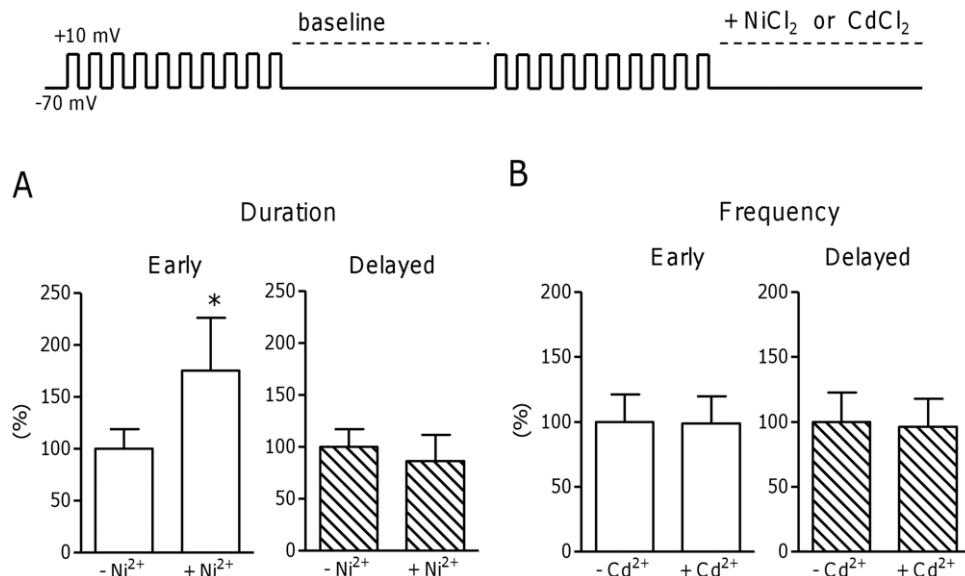 baseline
+ NiCl₂ or CdCl₂
+10 mV
-70 mV
A
B
Duration
Frequency
Early
Delayed
Early
Delayed
(%)
250
200
150
100
50
0
- Ni²⁺
+ Ni²⁺
250
200
150
100
50
0
- Ni²⁺
+ Ni²⁺
*
(%)
200
150
100
50
0
- Cd²⁺
+ Cd²⁺
200
150
100
50
0
- Cd²⁺
+ Cd²⁺